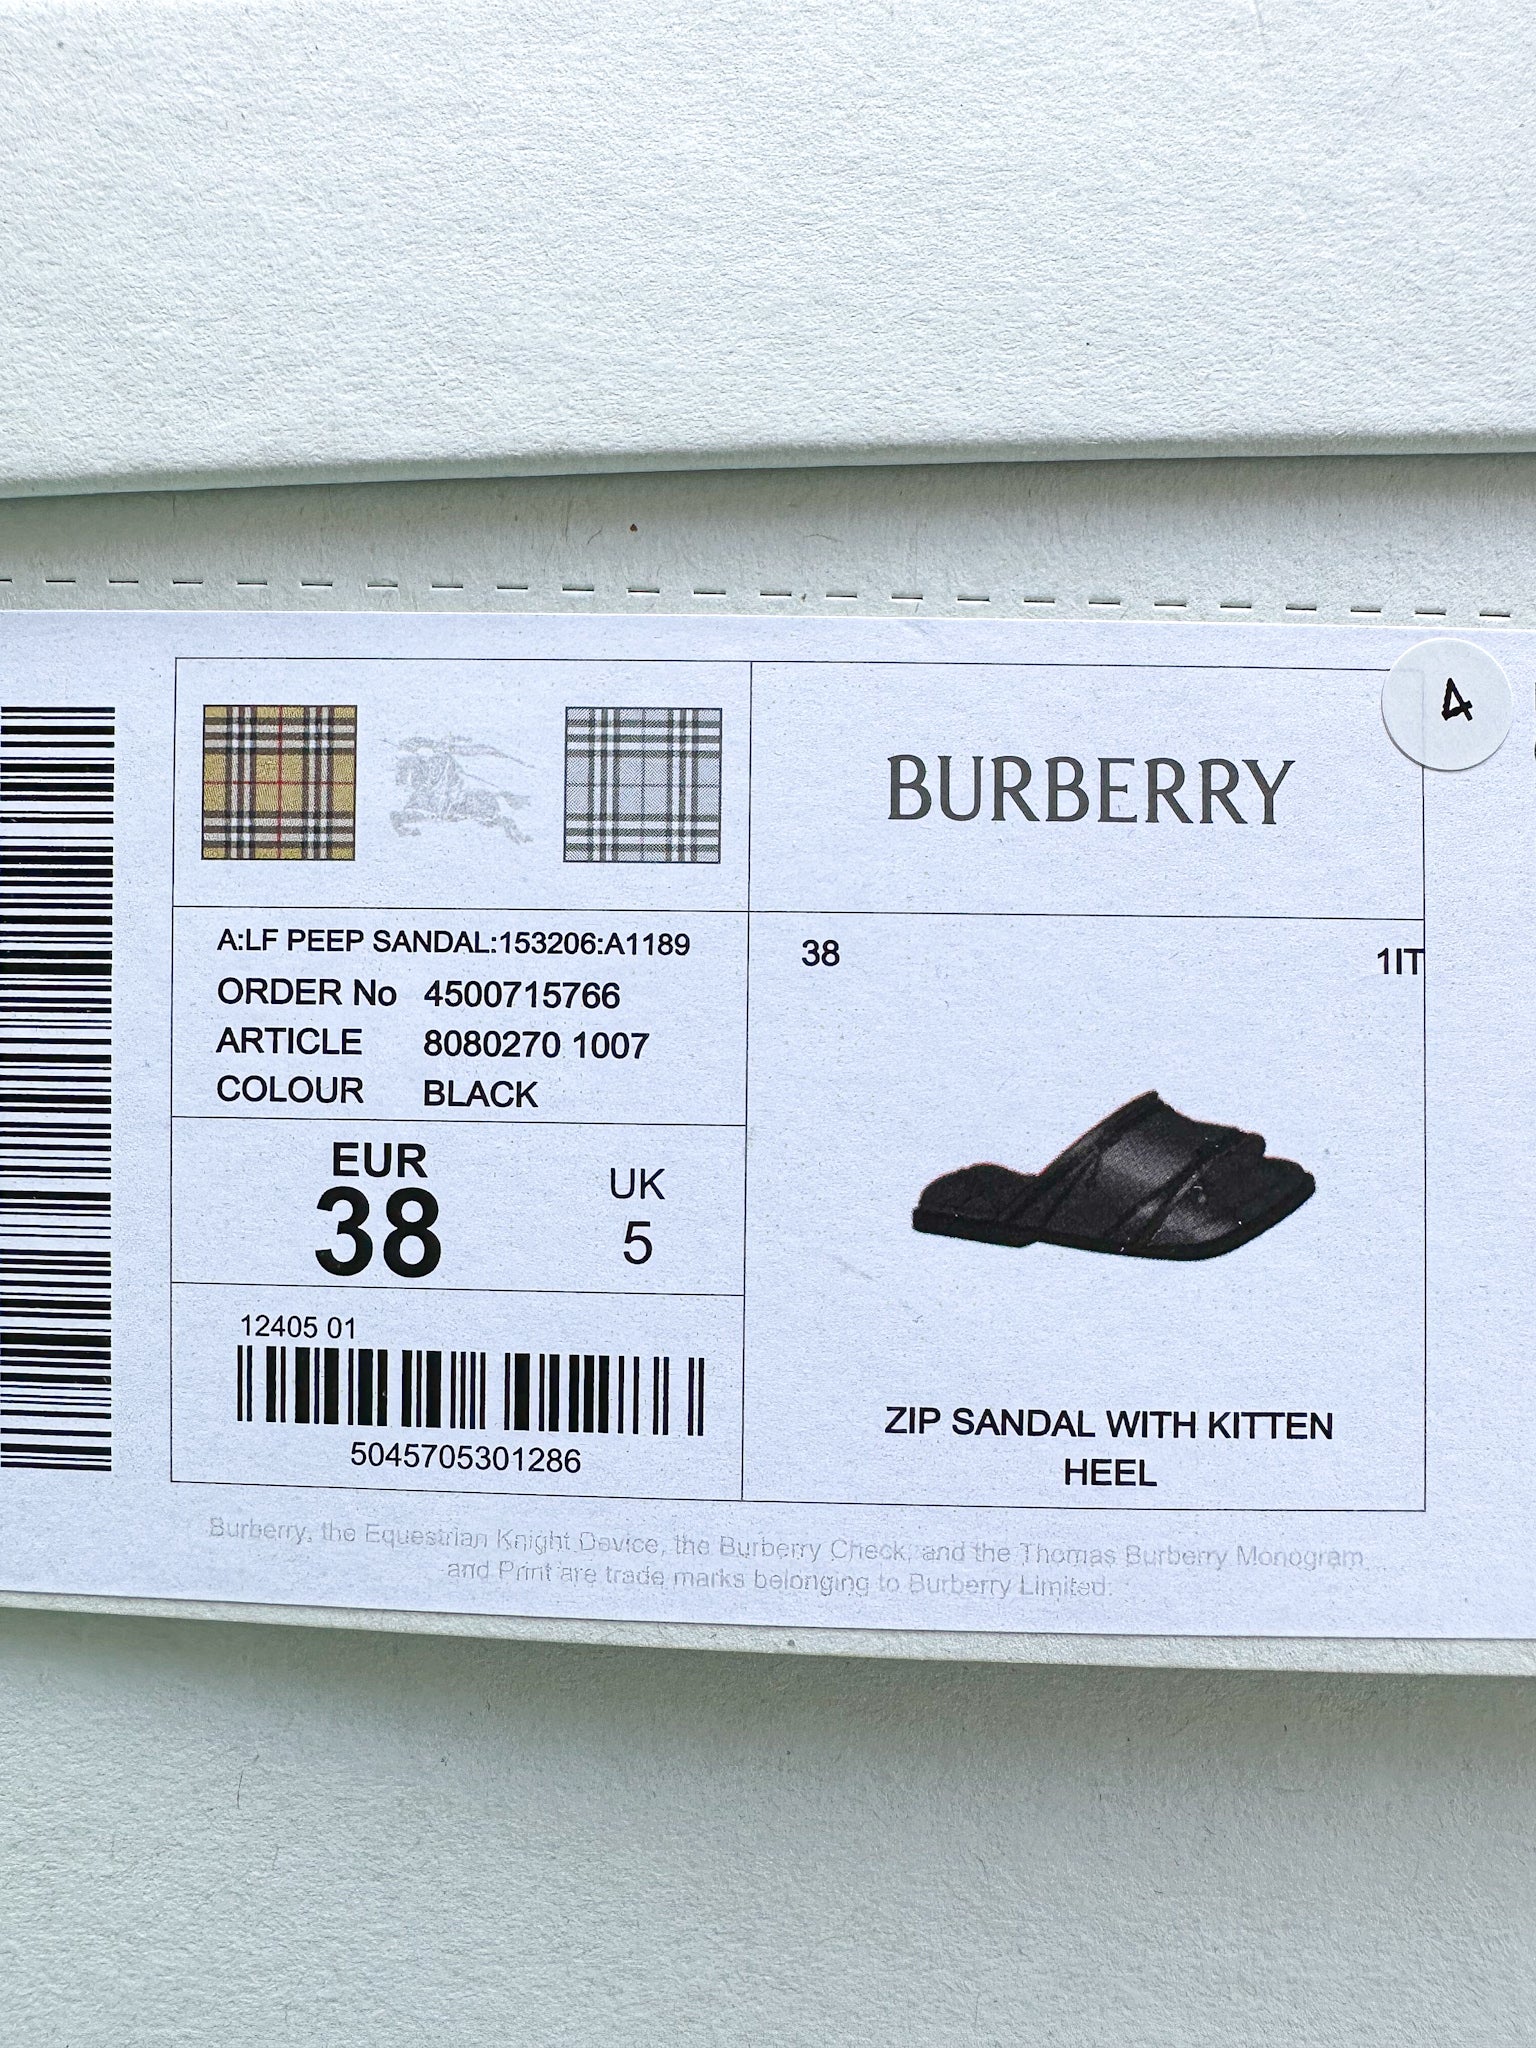 4
BURBERRY
A:LF PEEP SANDAL:153206:A1189
ORDER No 4500715766
ARTICLE 8080270 1007
COLOUR BLACK
EUR
38
UK
5
12405 01
5045705301286
38 1IT
ZIP SANDAL WITH KITTEN
HEEL
Burberry, the Equestrian Knight Device, the Burberry Check, and the Thomas Burberry Monogram
and Print are trade marks belonging to Burberry Limited.